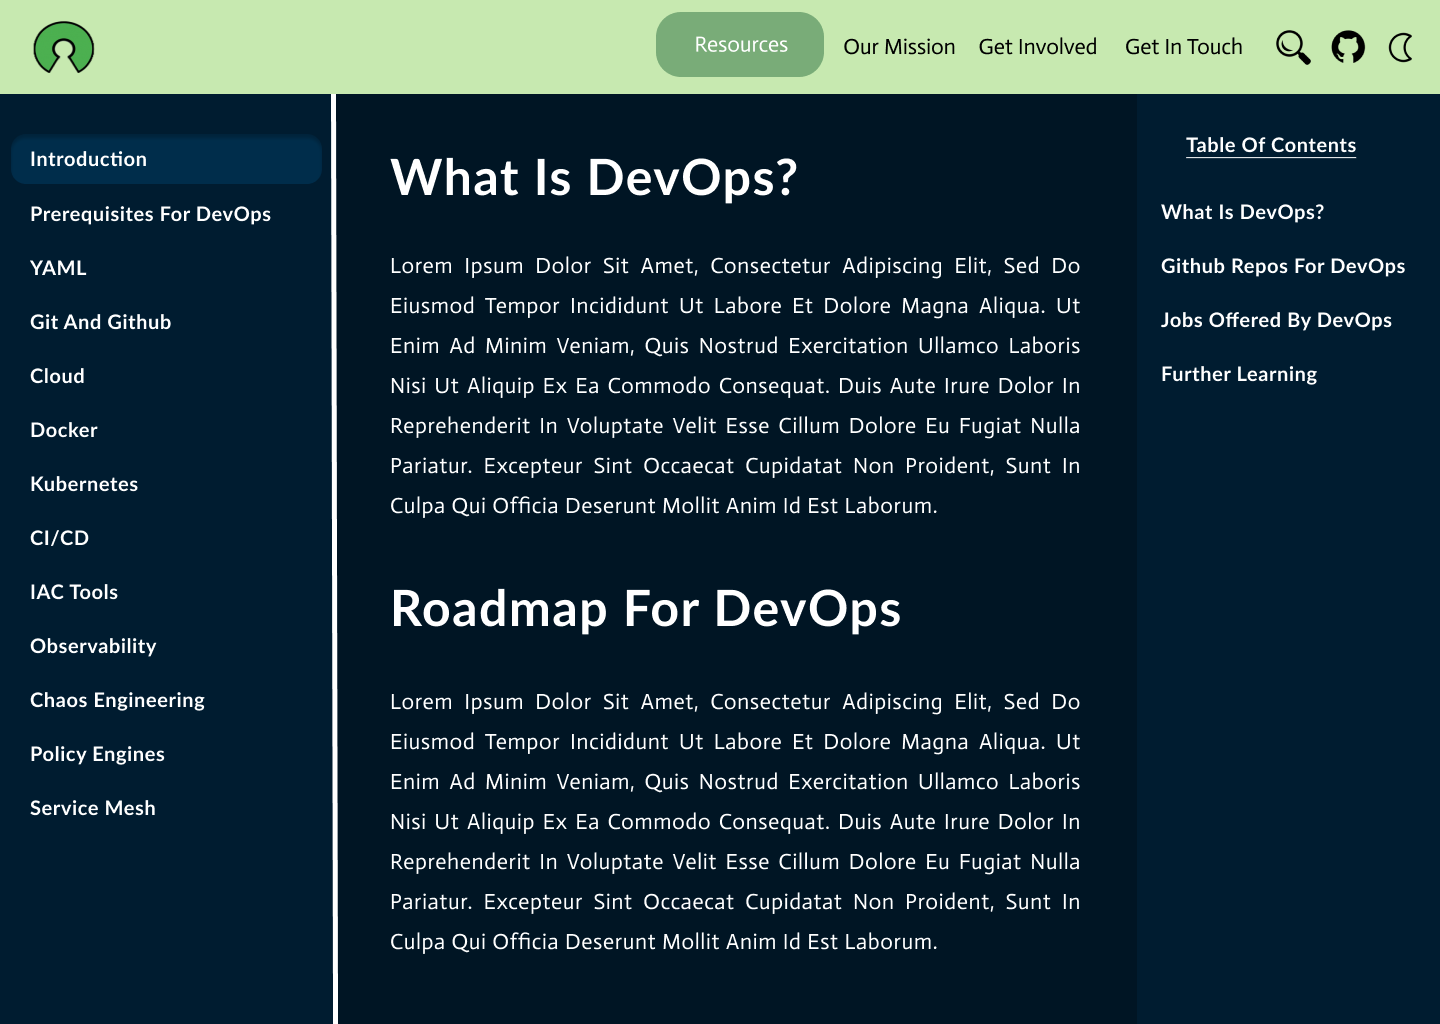 Resources
Our Mission
Get Involved
Get In Touch
Introduction
Prerequisites For DevOps
YAML
Git And Github
Cloud
Docker
Kubernetes
CI/CD
IAC Tools
Observability
Chaos Engineering
Policy Engines
Service Mesh
What Is DevOps?
Lorem Ipsum Dolor Sit Amet, Consectetur Adipiscing Elit, Sed Do
Eiusmod Tempor Incididunt Ut Labore Et Dolore Magna Aliqua. Ut
Enim Ad Minim Veniam, Quis Nostrud Exercitation Ullamco Laboris
Nisi Ut Aliquip Ex Ea Commodo Consequat. Duis Aute Irure Dolor In
Reprehenderit In Voluptate Velit Esse Cillum Dolore Eu Fugiat Nulla
Pariatur. Excepteur Sint Occaecat Cupidatat Non Proident, Sunt In
Culpa Qui Officia Deserunt Mollit Anim Id Est Laborum.
Roadmap For DevOps
Lorem Ipsum Dolor Sit Amet, Consectetur Adipiscing Elit, Sed Do
Eiusmod Tempor Incididunt Ut Labore Et Dolore Magna Aliqua. Ut
Enim Ad Minim Veniam, Quis Nostrud Exercitation Ullamco Laboris
Nisi Ut Aliquip Ex Ea Commodo Consequat. Duis Aute Irure Dolor In
Reprehenderit In Voluptate Velit Esse Cillum Dolore Eu Fugiat Nulla
Pariatur. Excepteur Sint Occaecat Cupidatat Non Proident, Sunt In
Culpa Qui Officia Deserunt Mollit Anim Id Est Laborum.
Table Of Contents
What Is DevOps?
Github Repos For DevOps
Jobs Offered By DevOps
Further Learning